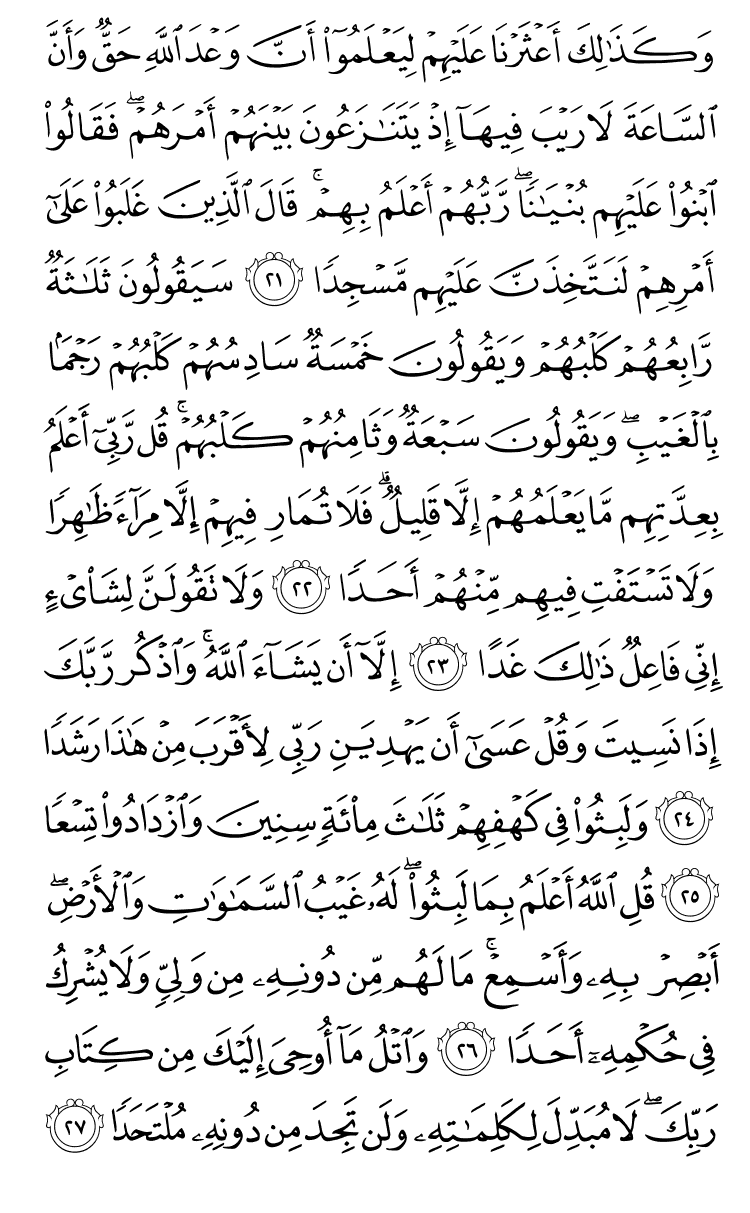 وَكَذَٰلِكَ أَعْثَرْنَا عَلَيْهِمْ لِيَعْلَمُوٓا۟ أَنَّ وَعْدَ ٱللَّهِ حَقٌّ وَأَنَّ
ٱلسَّاعَةَ لَا رَيْبَ فِيهَآ إِذْ يَتَنَٰزَعُونَ بَيْنَهُمْ أَمْرَهُمْ ۖ فَقَالُوا۟
ٱبْنُوا۟ عَلَيْهِم بُنْيَٰنًا ۖ رَّبُّهُمْ أَعْلَمُ بِهِمْ ۚ قَالَ ٱلَّذِينَ غَلَبُوا۟ عَلَىٰٓ
أَمْرِهِمْ لَنَتَّخِذَنَّ عَلَيْهِم مَّسْجِدًا ٢١ سَيَقُولُونَ ثَلَٰثَةٌ
رَّابِعُهُمْ كَلْبُهُمْ وَيَقُولُونَ خَمْسَةٌ سَادِسُهُمْ كَلْبُهُمْ رَجْمًۢا
بِٱلْغَيْبِ ۖ وَيَقُولُونَ سَبْعَةٌ وَثَامِنُهُمْ كَلْبُهُمْ ۚ قُل رَّبِّىٓ أَعْلَمُ
بِعِدَّتِهِم مَّا يَعْلَمُهُمْ إِلَّا قَلِيلٌ ۗ فَلَا تُمَارِ فِيهِمْ إِلَّا مِرَآءً ظَٰهِرًا
وَلَا تَسْتَفْتِ فِيهِم مِّنْهُمْ أَحَدًا ٢٢ وَلَا تَقُولَنَّ لِشَا۟ىْءٍ
إِنِّى فَاعِلٌ ذَٰلِكَ غَدًا ٢٣ إِلَّآ أَن يَشَآءَ ٱللَّهُ ۚ وَٱذْكُر رَّبَّكَ
إِذَا نَسِيتَ وَقُلْ عَسَىٰٓ أَن يَهْدِيَنِ رَبِّى لِأَقْرَبَ مِنْ هَٰذَا رَشَدًا
٢٤ وَلَبِثُوا۟ فِى كَهْفِهِمْ ثَلَٰثَ مِا۟ئَةٍ سِنِينَ وَٱزْدَادُوا۟ تِسْعًا
٢٥ قُلِ ٱللَّهُ أَعْلَمُ بِمَا لَبِثُوا۟ ۖ لَهُۥ غَيْبُ ٱلسَّمَٰوَٰتِ وَٱلْأَرْضِ ۖ
أَبْصِرْ بِهِۦ وَأَسْمِعْ ۚ مَا لَهُم مِّن دُونِهِۦ مِن وَلِىٍّ وَلَا يُشْرِكُ
فِى حُكْمِهِۦٓ أَحَدًا ٢٦ وَٱتْلُ مَآ أُوحِىَ إِلَيْكَ مِن كِتَابِ
رَبِّكَ ۖ لَا مُبَدِّلَ لِكَلِمَٰتِهِۦ وَلَن تَجِدَ مِن دُونِهِۦ مُلْتَحَدًا ٢٧